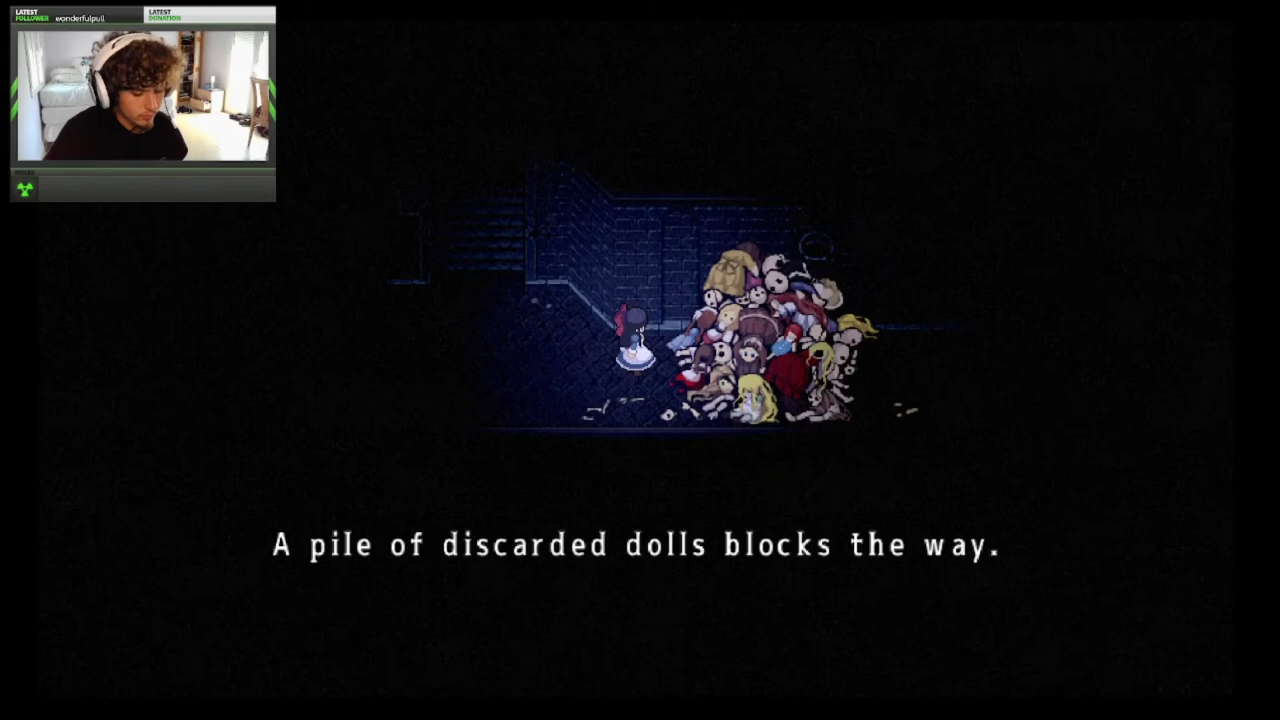 LATEST
FOLLOWER wonderfulpull
LATEST
DONATION
A pile of discarded dolls blocks the way.